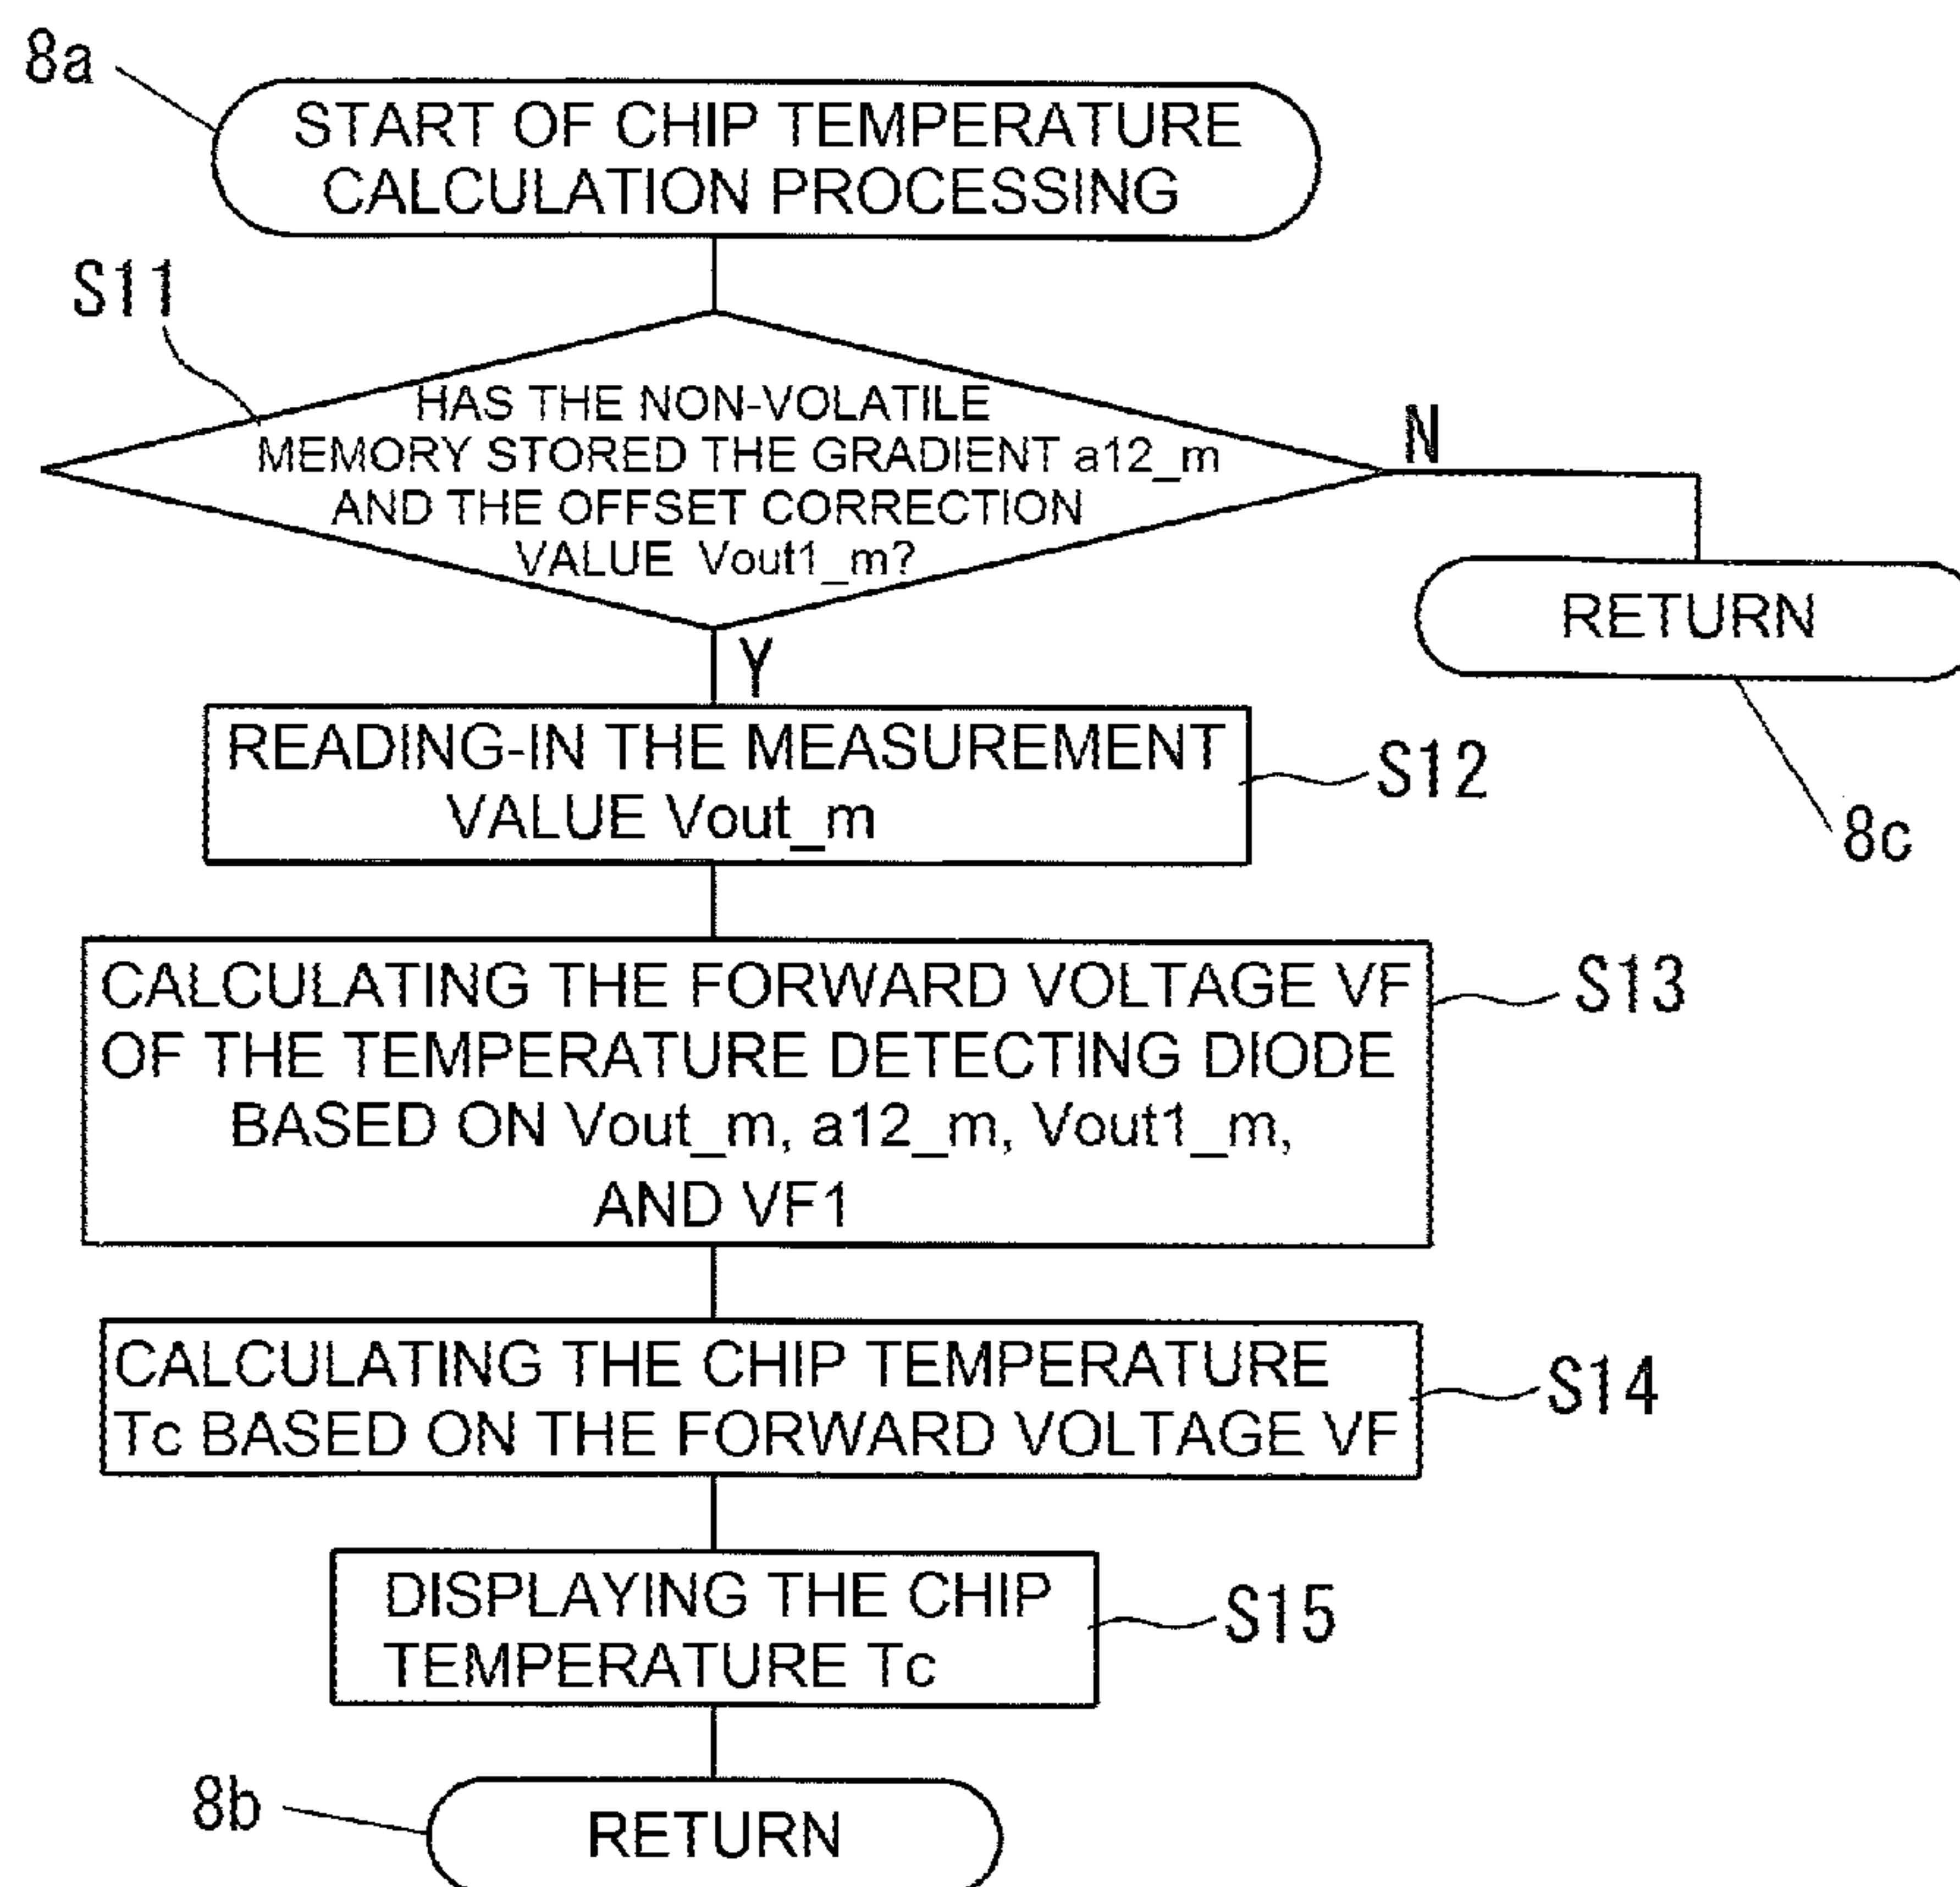 8a
START OF CHIP TEMPERATURE
CALCULATION PROCESSING
S11
HAS THE NON-VOLATILE
MEMORY STORED THE GRADIENT a12_m
AND THE OFFSET CORRECTION
VALUE Vout1_m?
N
RETURN
8c
Y
READING-IN THE MEASUREMENT
VALUE Vout_m
S12
CALCULATING THE FORWARD VOLTAGE VF
OF THE TEMPERATURE DETECTING DIODE
BASED ON Vout_m, a12_m, Vout1_m,
AND VF1
S13
CALCULATING THE CHIP TEMPERATURE
Tc BASED ON THE FORWARD VOLTAGE VF
S14
DISPLAYING THE CHIP
TEMPERATURE Tc
S15
8b
RETURN